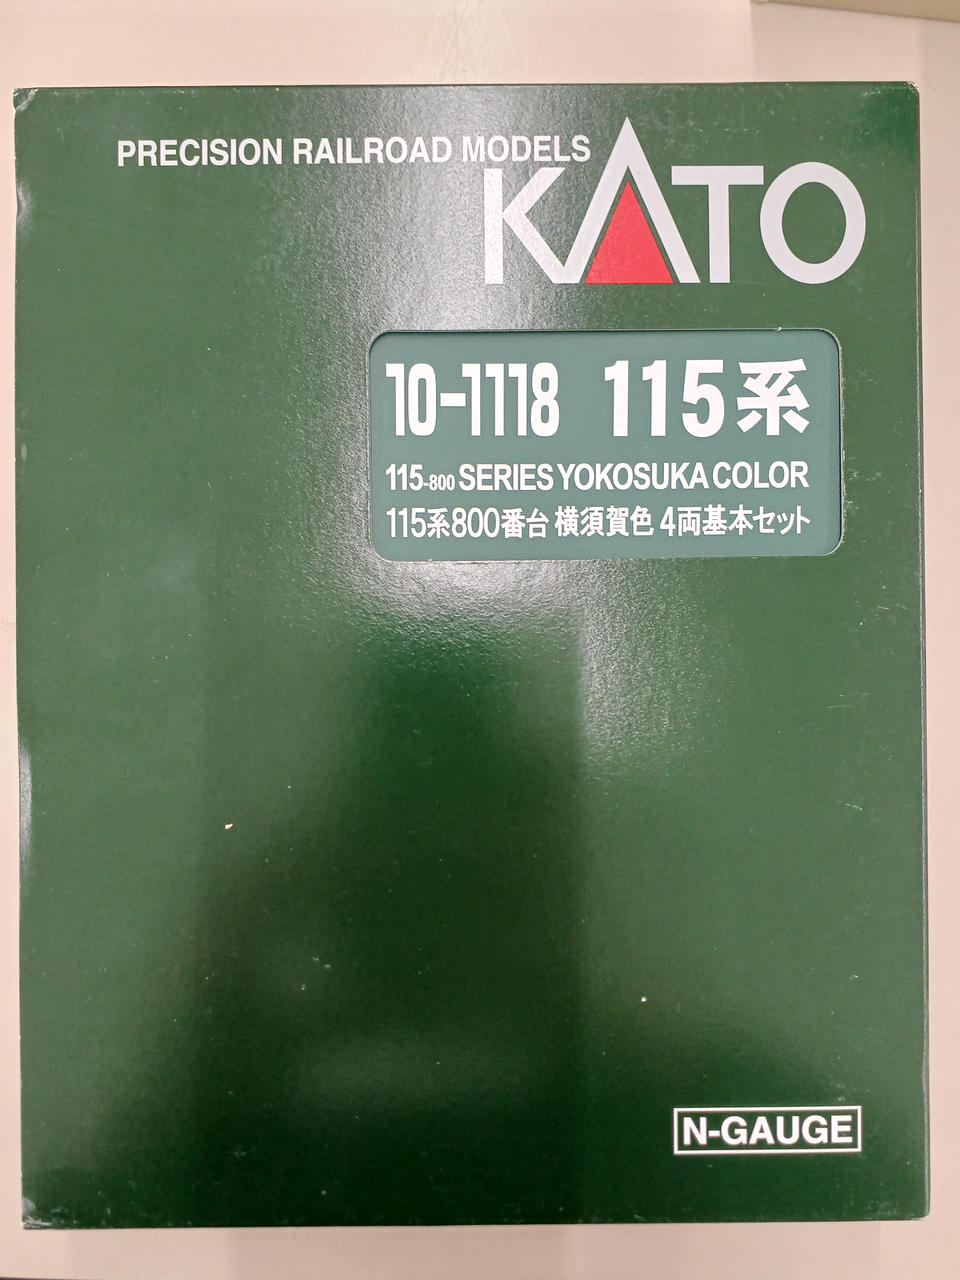 PRECISION RAILROAD MODELS
KATO
10-1118 115系
115-800 SERIES YOKOSUKA COLOR
115系800番台 横須賀色 4両基本セット
N-GAUGE